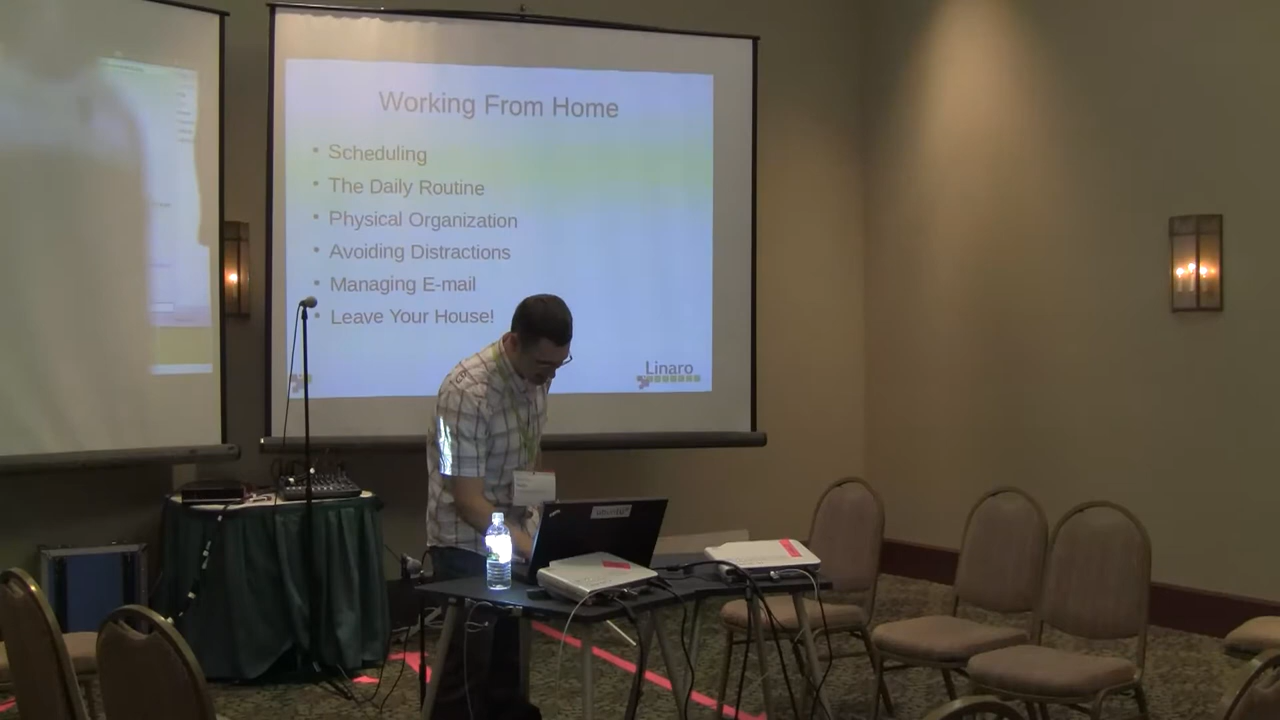 Working From Home
• Scheduling
• The Daily Routine
• Physical Organization
• Avoiding Distractions
• Managing E-mail
• Leave Your House!
Linaro